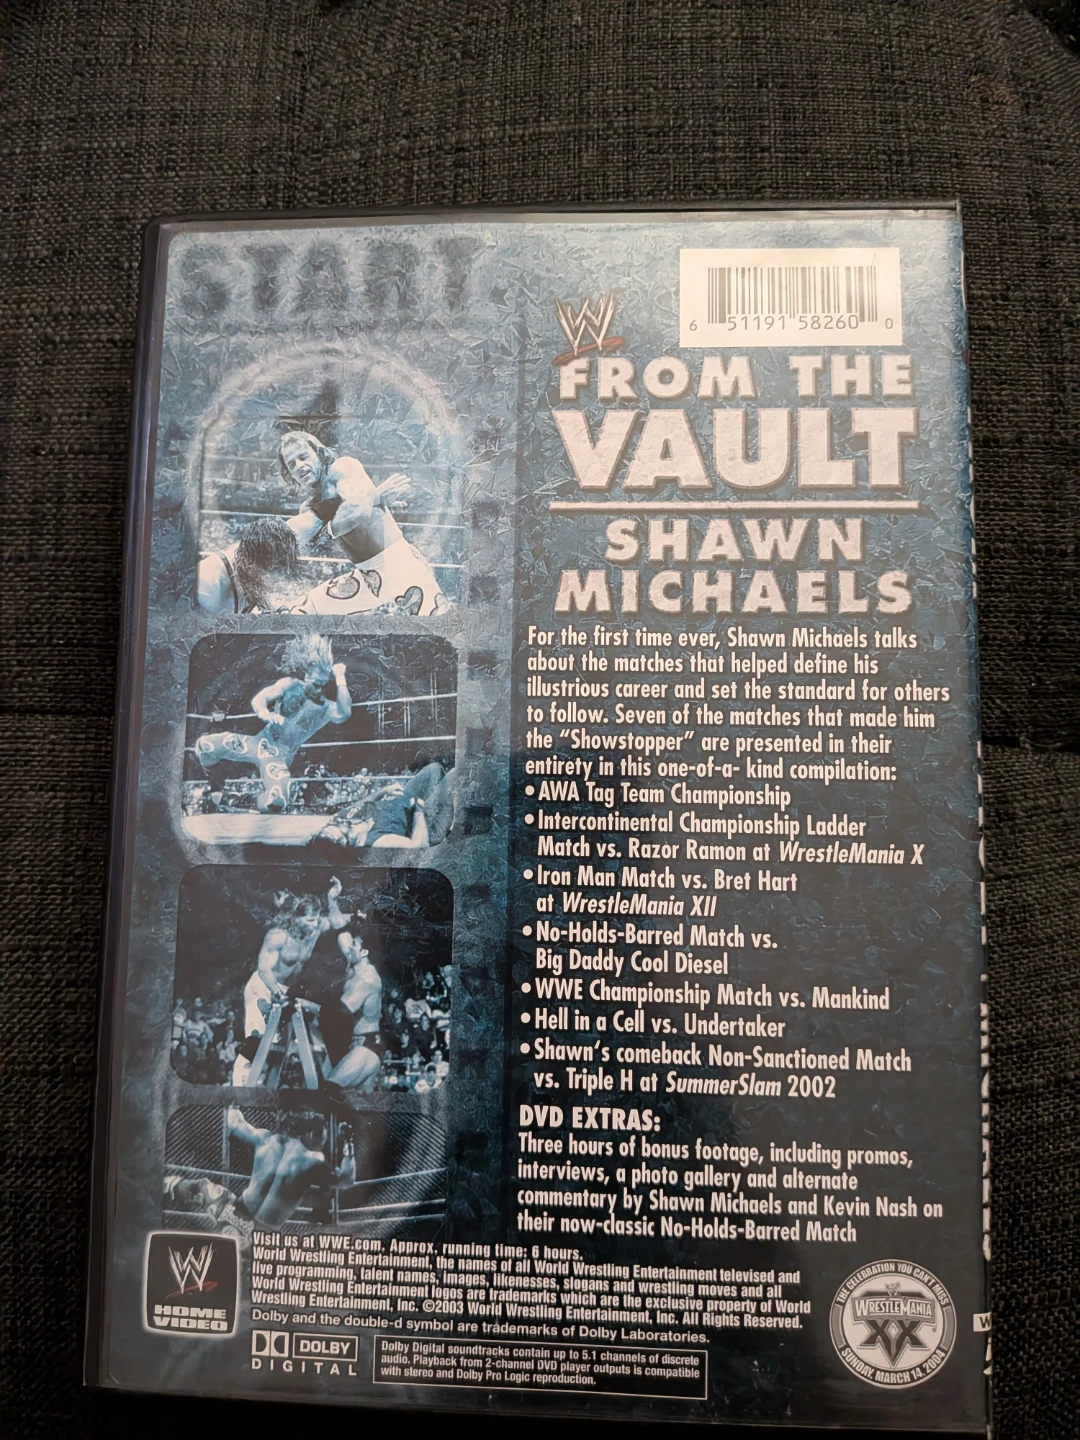 START
6 51191 58260 0
W
FROM THE
VAULT
SHAWN
MICHAELS
For the first time ever, Shawn Michaels talks
about the matches that helped define his
illustrious career and set the standard for others
to follow. Seven of the matches that made him
the “Showstopper” are presented in their
entirety in this one-of-a- kind compilation:
•AWA Tag Team Championship
•Intercontinental Championship Ladder
Match vs. Razor Ramon at WrestleMania X
•Iron Man Match vs. Bret Hart
at WrestleMania XII
•No-Holds-Barred Match vs.
Big Daddy Cool Diesel
•WWE Championship Match vs. Mankind
•Hell in a Cell vs. Undertaker
•Shawn's comeback Non-Sanctioned Match
vs. Triple H at SummerSlam 2002
DVD EXTRAS:
Three hours of bonus footage, including promos,
interviews, a photo gallery and alternate
commentary by Shawn Michaels and Kevin Nash on
their now-classic No-Holds-Barred Match
W
HOME
VIDEO
Visit us at WWE.com. Approx. running time: 6 hours.
World Wrestling Entertainment, the names of all World Wrestling Entertainment televised and
live programming, talent names, images, likenesses, slogans and wrestling moves and all
World Wrestling Entertainment logos are trademarks which are the exclusive property of World
Wrestling Entertainment, Inc. ©2003 World Wrestling Entertainment, Inc. All Rights Reserved.
Dolby and the double-d symbol are trademarks of Dolby Laboratories.
DOLBY
DIGITAL
Dolby Digital soundtracks contain up to 5.1 channels of discrete
audio. Playback from 2-channel DVD player outputs is compatible
with stereo and Dolby Pro Logic reproduction.
THE CELEBRATION YOU CAN'T MISS
WRESTLEMANIA
XX
SUNDAY, MARCH 14, 2004